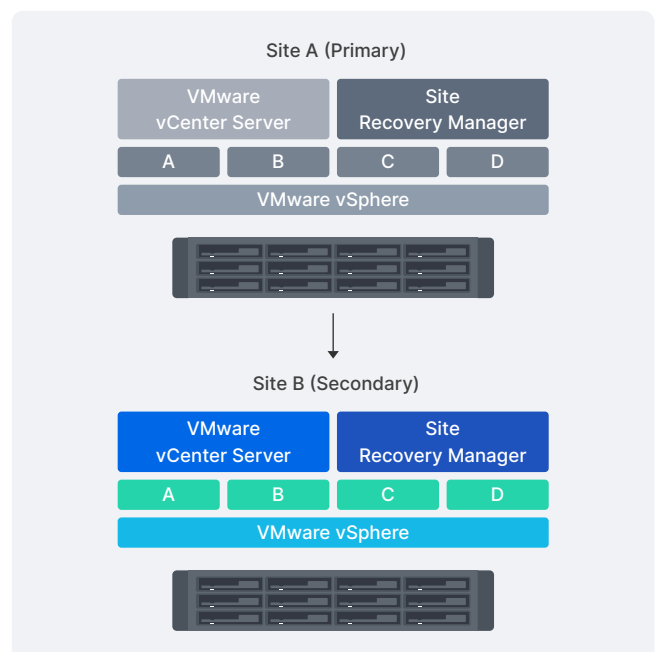 Site A (Primary)
VMware
vCenter Server
Site
Recovery Manager
A
B
C
D
VMware vSphere
Site B (Secondary)
VMware
vCenter Server
Site
Recovery Manager
A
B
C
D
VMware vSphere